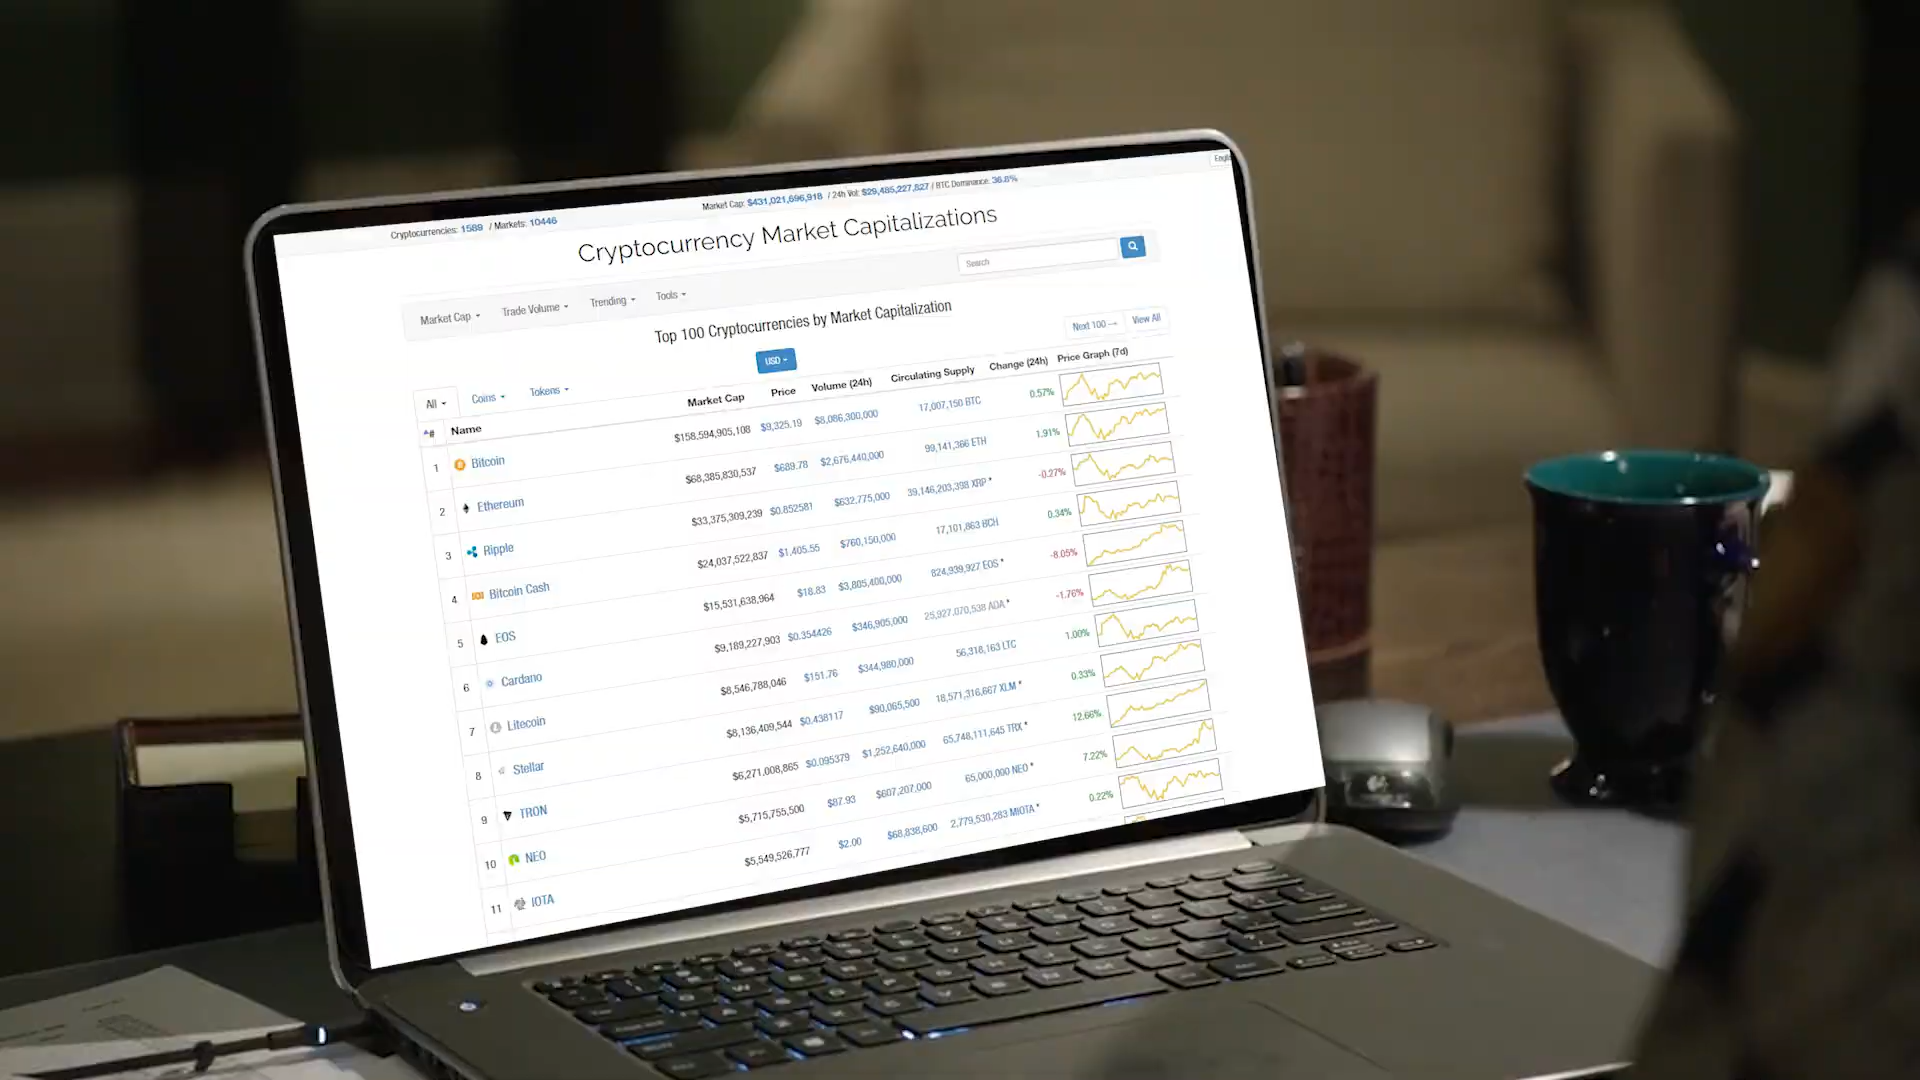 Cryptocurrencies: 1589 / Markets: 10446
Market Cap: $431,021,696,918 / 24h Vol: $29,485,227,827 / BTC Dominance: 36.8%
Cryptocurrency Market Capitalizations
Search
Market Cap Trade Volume Trending Tools
Top 100 Cryptocurrencies by Market Capitalization
USD
Next 100 → View All
All Coins Tokens
# Name Market Cap Price Volume (24h) Circulating Supply Change (24h) Price Graph (7d)
1 Bitcoin $158,594,905,108 $9,325.19 $8,086,300,000 17,007,150 BTC 0.57%
2 Ethereum $68,385,830,537 $689.78 $2,676,440,000 99,141,366 ETH 1.91%
3 Ripple $33,375,309,239 $0.852581 $632,775,000 39,146,203,398 XRP * -0.27%
4 Bitcoin Cash $24,037,522,837 $1,405.55 $760,150,000 17,101,863 BCH 0.34%
5 EOS $15,531,638,964 $18.83 $3,805,400,000 824,939,927 EOS * -8.05%
6 Cardano $9,189,227,903 $0.354426 $346,905,000 25,927,070,538 ADA * -1.76%
7 Litecoin $8,546,788,046 $151.76 $344,980,000 56,318,163 LTC 1.00%
8 Stellar $8,136,409,544 $0.438117 $90,065,500 18,571,316,667 XLM * 0.33%
9 TRON $6,271,008,865 $0.095379 $1,252,640,000 65,748,111,645 TRX * 12.66%
10 NEO $5,715,755,500 $87.93 $607,207,000 65,000,000 NEO * 7.22%
11 IOTA $5,549,526,777 $2.00 $68,838,600 2,779,530,283 MIOTA * 0.22%